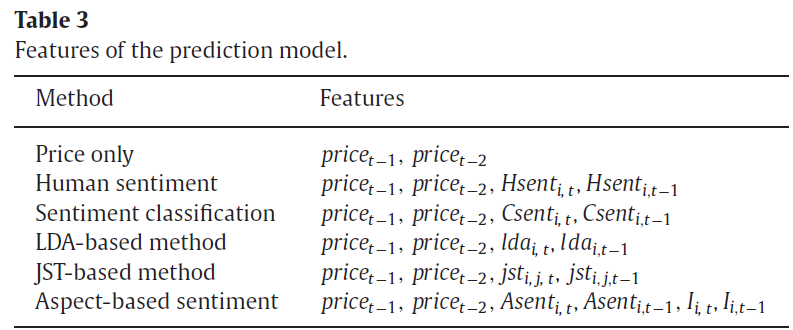 Table 3
Features of the prediction model.
Method Features
Price only price_{t−1}, price_{t−2}
Human sentiment price_{t−1}, price_{t−2}, Hsent_{i,t}, Hsent_{i,t−1}
Sentiment classification price_{t−1}, price_{t−2}, Csent_{i,t}, Csent_{i,t−1}
LDA-based method price_{t−1}, price_{t−2}, lda_{i,t}, lda_{i,t−1}
JST-based method price_{t−1}, price_{t−2}, jst_{i,j,t}, jst_{i,j,t−1}
Aspect-based sentiment price_{t−1}, price_{t−2}, Asent_{i,t}, Asent_{i,t−1}, I_{i,t}, I_{i,t−1}